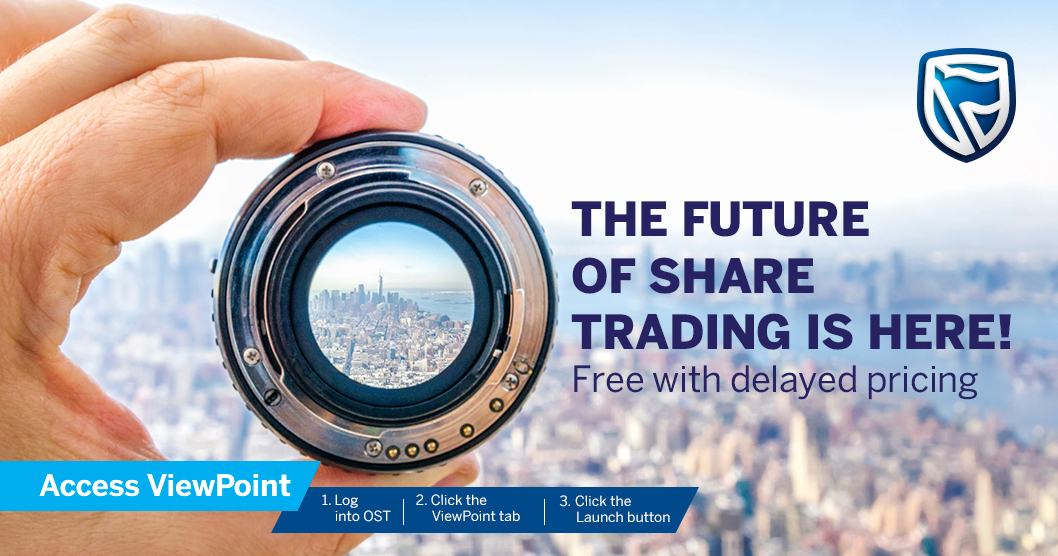 THE FUTURE
OF SHARE
TRADING IS HERE!
Free with delayed pricing
Access ViewPoint
1. Log
into OST
2. Click the
ViewPoint tab
3. Click the
Launch button